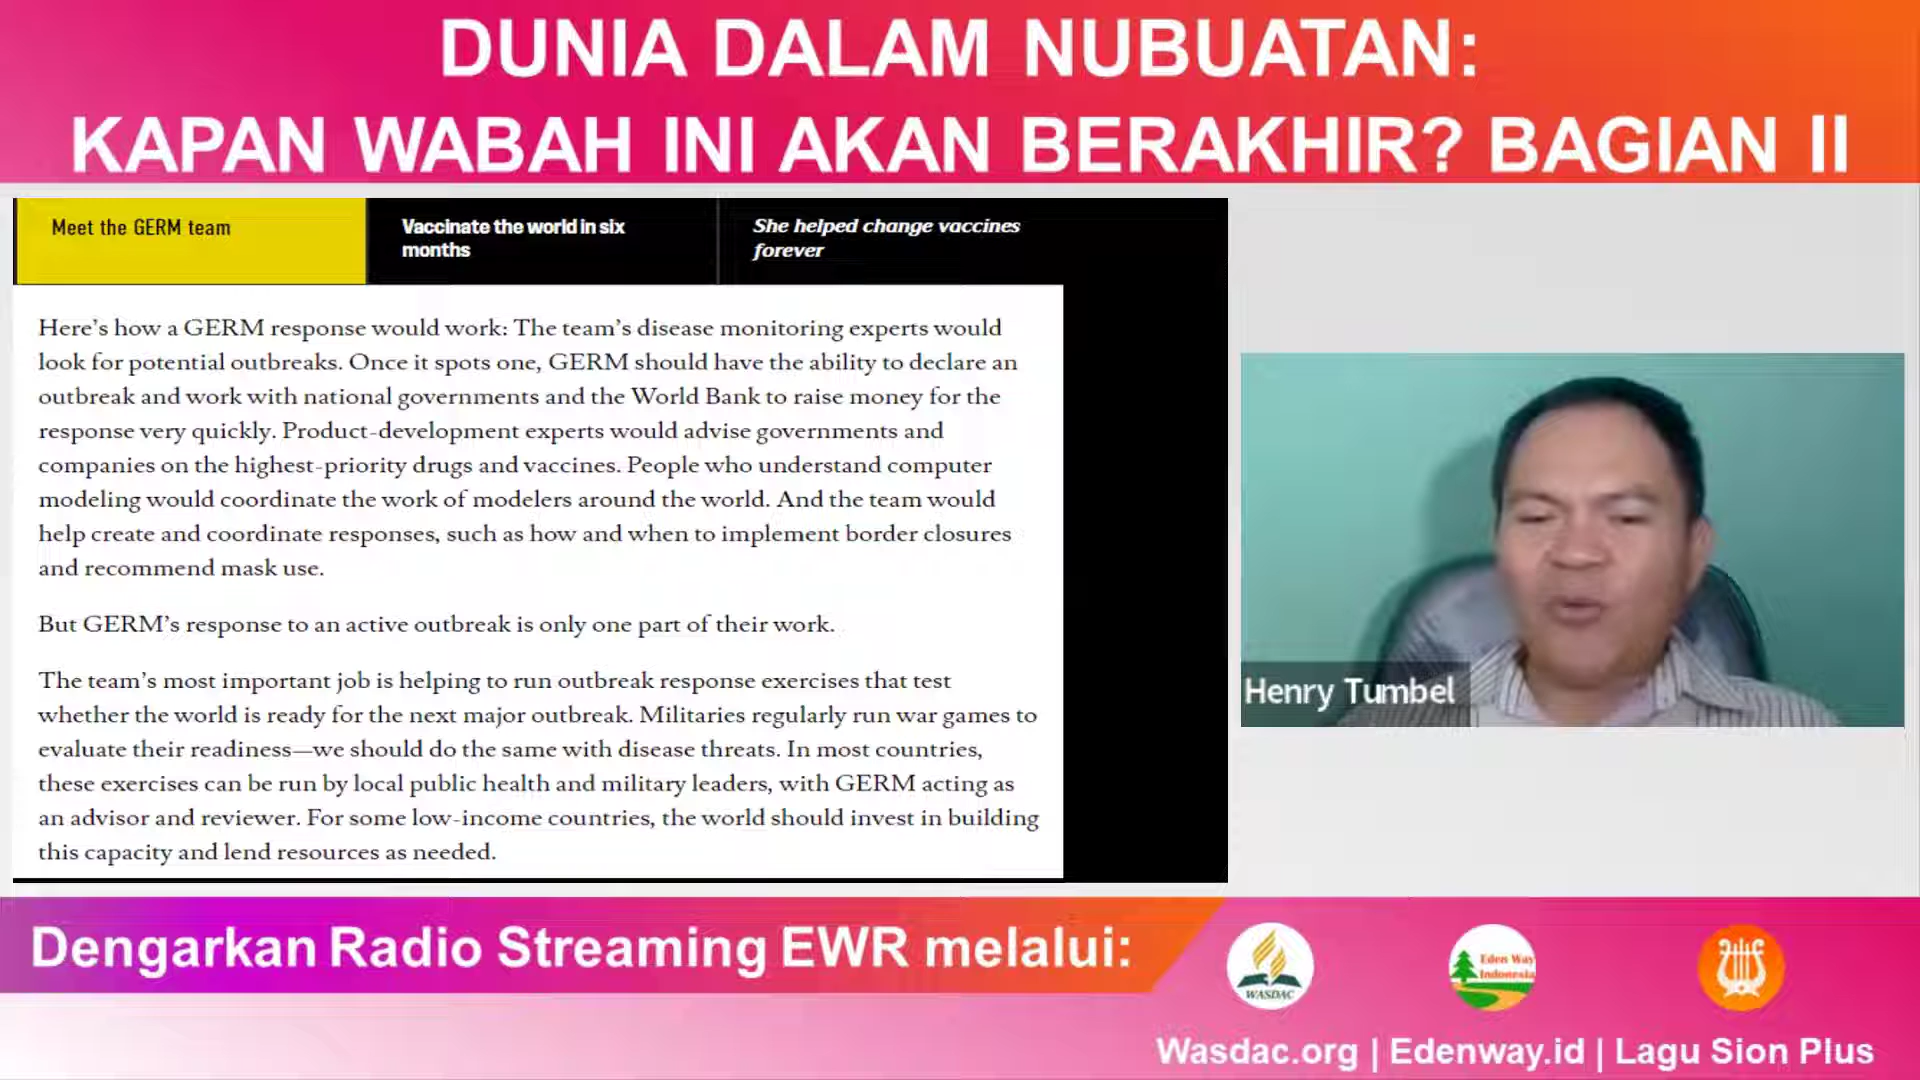 DUNIA DALAM NUBUATAN:
KAPAN WABAH INI AKAN BERAKHIR? BAGIAN II
Meet the GERM team
Vaccinate the world in six
months
She helped change vaccines
forever
Here’s how a GERM response would work: The team’s disease monitoring experts would
look for potential outbreaks. Once it spots one, GERM should have the ability to declare an
outbreak and work with national governments and the World Bank to raise money for the
response very quickly. Product-development experts would advise governments and
companies on the highest-priority drugs and vaccines. People who understand computer
modeling would coordinate the work of modelers around the world. And the team would
help create and coordinate responses, such as how and when to implement border closures
and recommend mask use.
But GERM’s response to an active outbreak is only one part of their work.
The team’s most important job is helping to run outbreak response exercises that test
whether the world is ready for the next major outbreak. Militaries regularly run war games to
evaluate their readiness—we should do the same with disease threats. In most countries,
these exercises can be run by local public health and military leaders, with GERM acting as
an advisor and reviewer. For some low-income countries, the world should invest in building
this capacity and lend resources as needed.
Henry Tumbel
Dengarkan Radio Streaming EWR melalui:
WASDAC
Eden Way
Indonesia
Wasdac.org | Edenway.id | Lagu Sion Plus